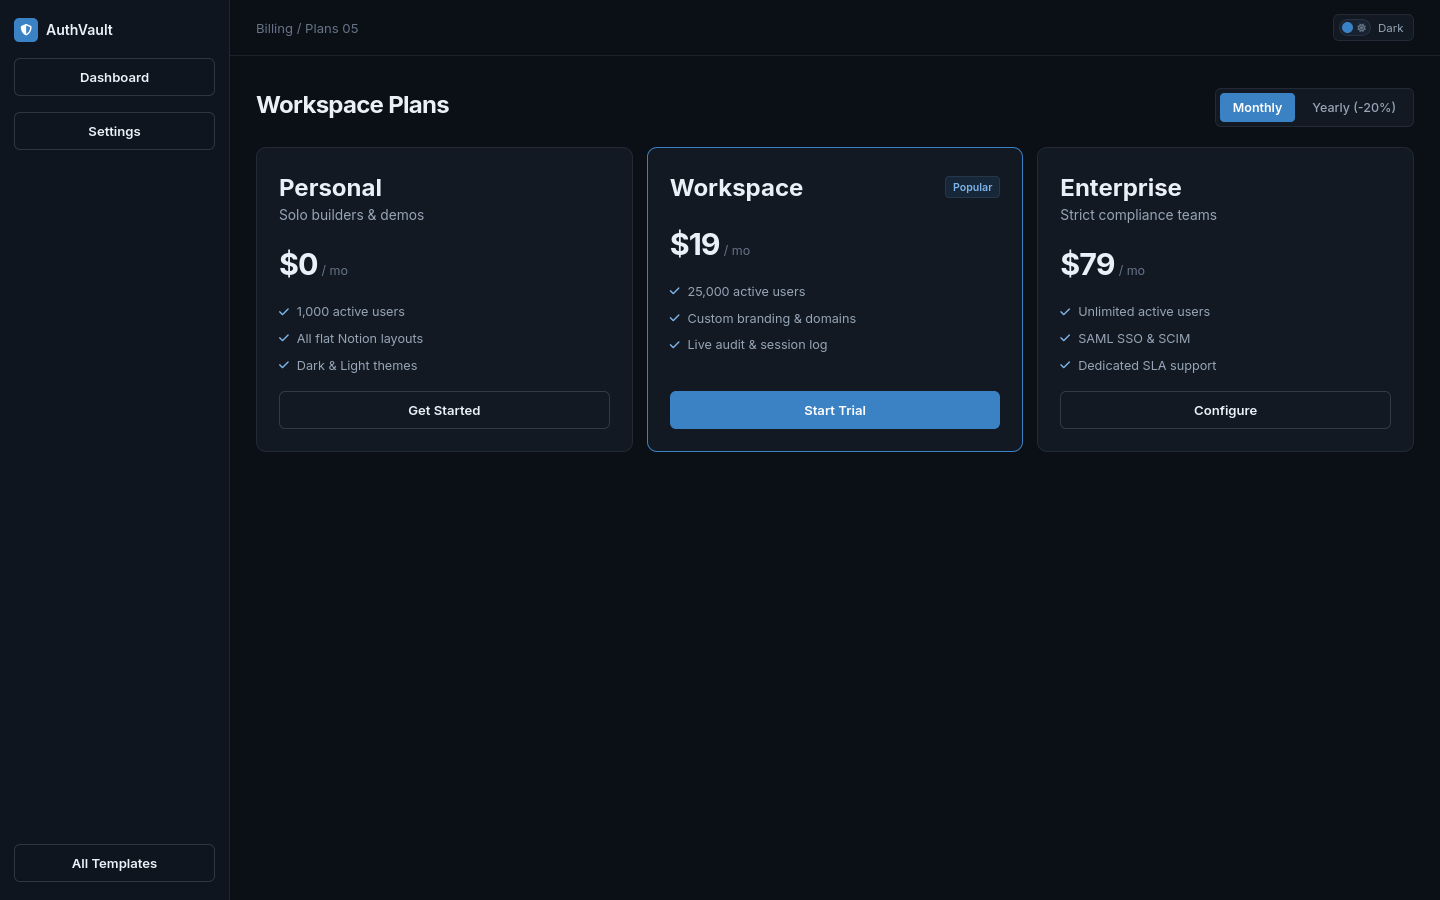 AuthVault
Dashboard
Settings
All Templates
Billing / Plans 05
Dark
Workspace Plans
Monthly
Yearly (-20%)
Personal
Solo builders & demos
$0 / mo
1,000 active users
All flat Notion layouts
Dark & Light themes
Get Started
Workspace
Popular
$19 / mo
25,000 active users
Custom branding & domains
Live audit & session log
Start Trial
Enterprise
Strict compliance teams
$79 / mo
Unlimited active users
SAML SSO & SCIM
Dedicated SLA support
Configure